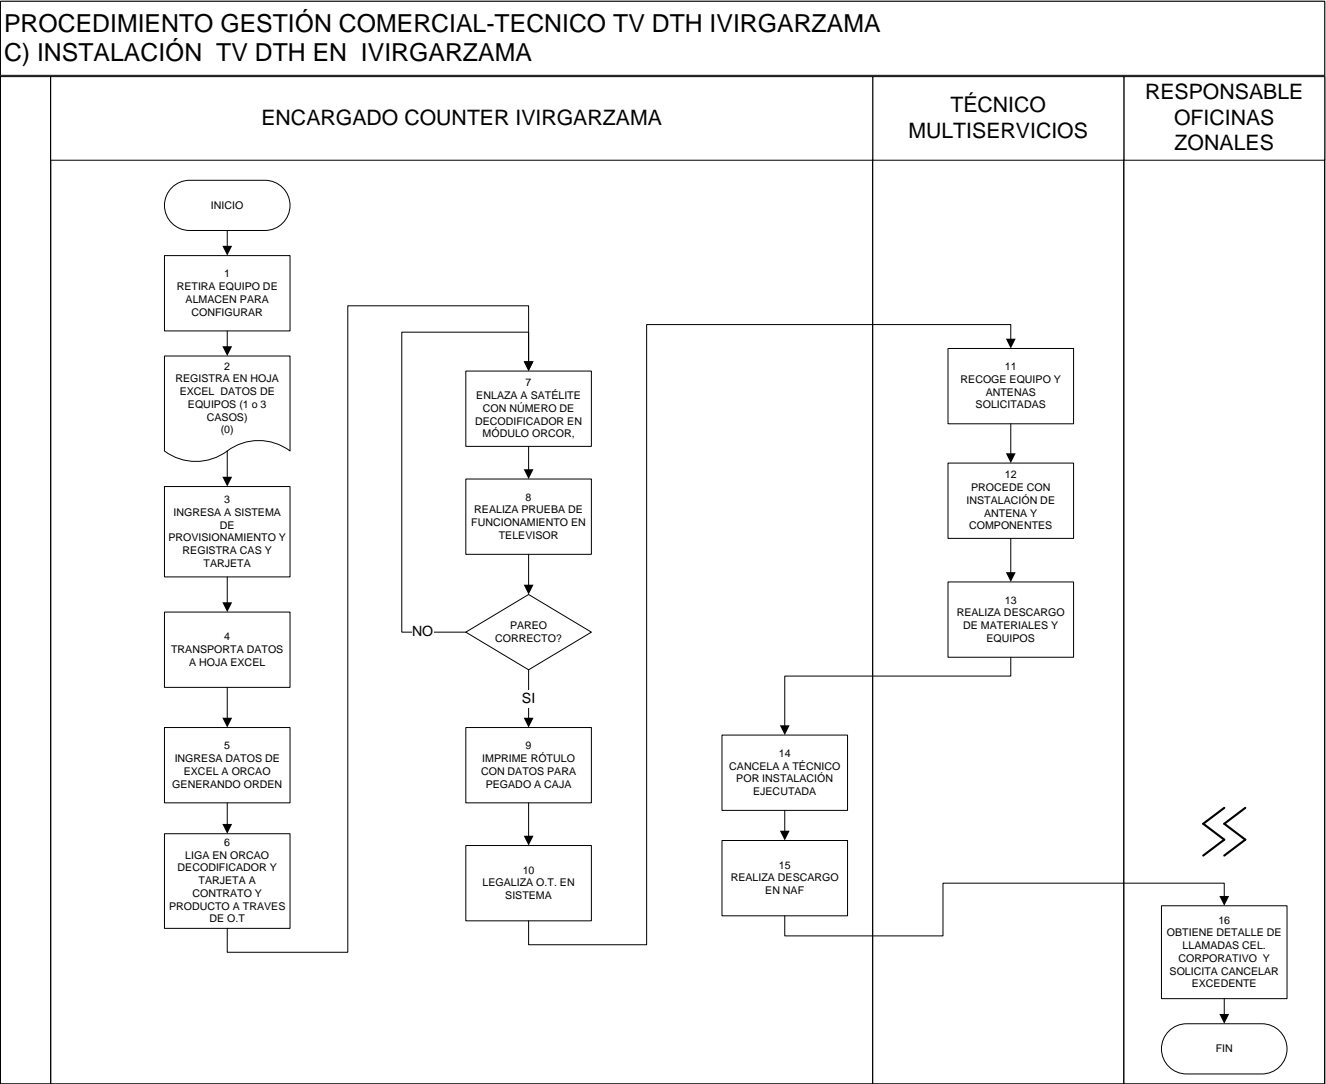 PROCEDIMIENTO GESTIÓN COMERCIAL-TECNICO TV DTH IVIRGARZAMA
C) INSTALACIÓN  TV DTH EN  IVIRGARZAMA
ENCARGADO COUNTER IVIRGARZAMA
TÉCNICO
MULTISERVICIOS
RESPONSABLE
OFICINAS
ZONALES
INICIO
1
RETIRA EQUIPO DE
ALMACEN PARA
CONFIGURAR
2
REGISTRA EN HOJA
EXCEL  DATOS DE
EQUIPOS (1 o 3
CASOS)
(0)
3
INGRESA A SISTEMA
DE
PROVISIONAMIENTO Y
REGISTRA CAS Y
TARJETA
4
TRANSPORTA DATOS
A HOJA EXCEL
5
INGRESA DATOS DE
EXCEL A ORCAO
GENERANDO ORDEN
6
LIGA EN ORCAO
DECODIFICADOR Y
TARJETA A
CONTRATO Y
PRODUCTO A TRAVES
DE O.T
7
ENLAZA A SATÉLITE
CON NÚMERO DE
DECODIFICADOR EN
MÓDULO ORCOR,
8
REALIZA PRUEBA DE
FUNCIONAMIENTO EN
TELEVISOR
PAREO
CORRECTO?
NO
SI
9
IMPRIME RÓTULO
CON DATOS PARA
PEGADO A CAJA
10
LEGALIZA O.T. EN
SISTEMA
11
RECOGE EQUIPO Y
ANTENAS
SOLICITADAS
12
PROCEDE CON
INSTALACIÓN DE
ANTENA Y
COMPONENTES
13
REALIZA DESCARGO
DE MATERIALES Y
EQUIPOS
14
CANCELA A TÉCNICO
POR INSTALACIÓN
EJECUTADA
15
REALIZA DESCARGO
EN NAF
16
OBTIENE DETALLE DE
LLAMADAS CEL.
CORPORATIVO  Y
SOLICITA CANCELAR
EXCEDENTE
FIN